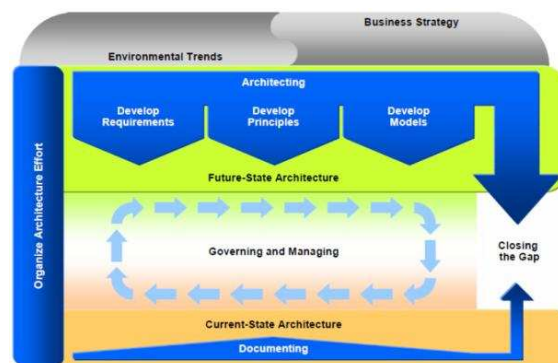 Business Strategy
Environmental Trends
Architecting
Develop
Requirements
Develop
Principles
Develop
Models
Organize Architecture Effort
Future-State Architecture
Governing and Managing
Closing
the Gap
Current-State Architecture
Documenting